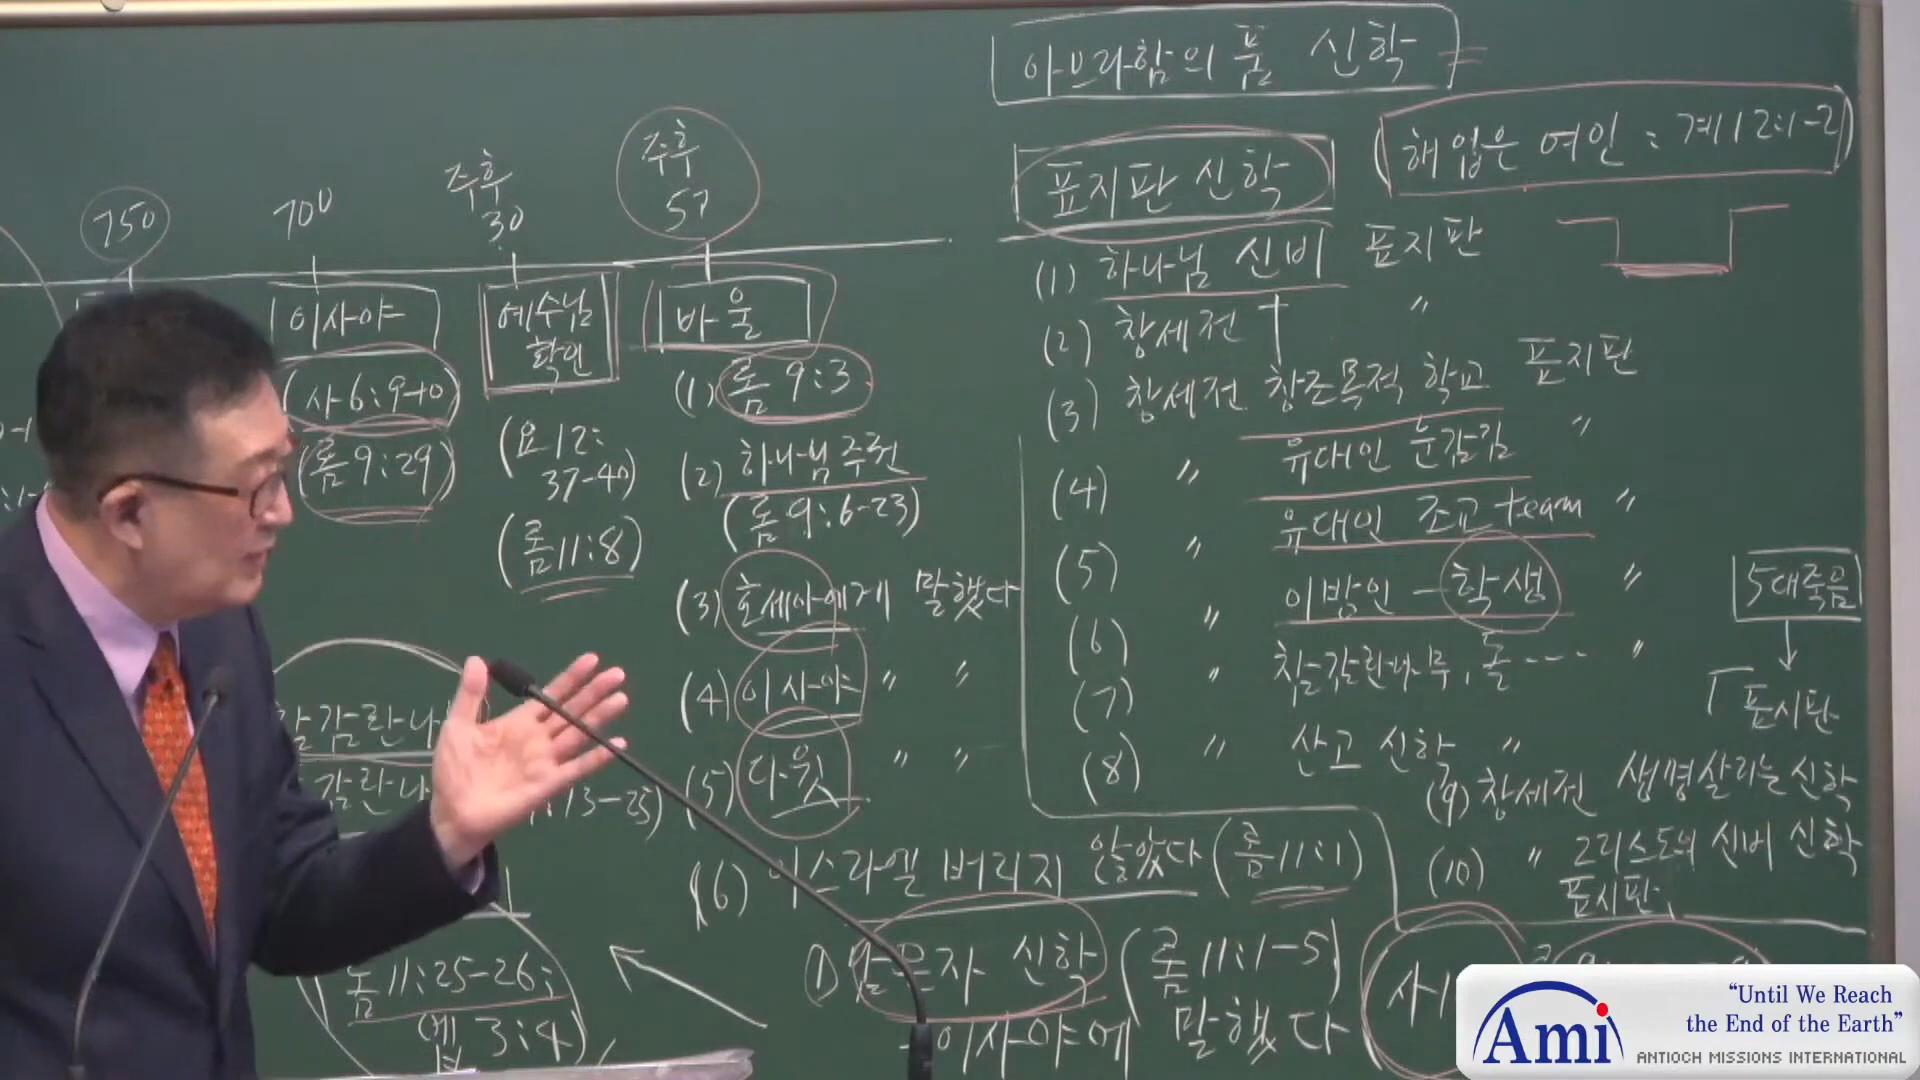 아브라함의 품 신학
표지판 신학
(해입은 여인 : 계12:1-2)
750
700
주후
30
주후
57
이사야
(사6:9-10)
(롬9:29)
예수님
확인
(요12:
37-40)
(롬11:8)
바울
(1) 롬 9:3
(2) 하나님주권
(롬9:6-23)
(3) 호세아에게 말했다
(4) 이사야 〃 〃
(5) 다윗 〃 〃
(6) 이스라엘 버리지 않았다 (롬11:1)
① 남은자 신학 (롬11:1-5)
이사야에 말했다
(1) 하나님 신비 표지판
(2) 창세전 † 〃
(3) 창세전 창조목적 학교 표지판
(4) 〃 유대인 눈감김 〃
(5) 〃 유대인 조교 team 〃
(6) 〃 이방인 - 학생 〃
(7) 〃 참감란나무, 돌 ---- 〃
(8) 〃 산고 신학 〃
5대죽음
↓
표시판
(9) 창세전 생명살리는 신학
(10) 〃 그리스도의 신비 신학
표시판
감란나
:13-25)
롬11:25-26;
엡 3:4)
“Until We Reach
the End of the Earth”
Ami
ANTIOCH MISSIONS INTERNATIONAL